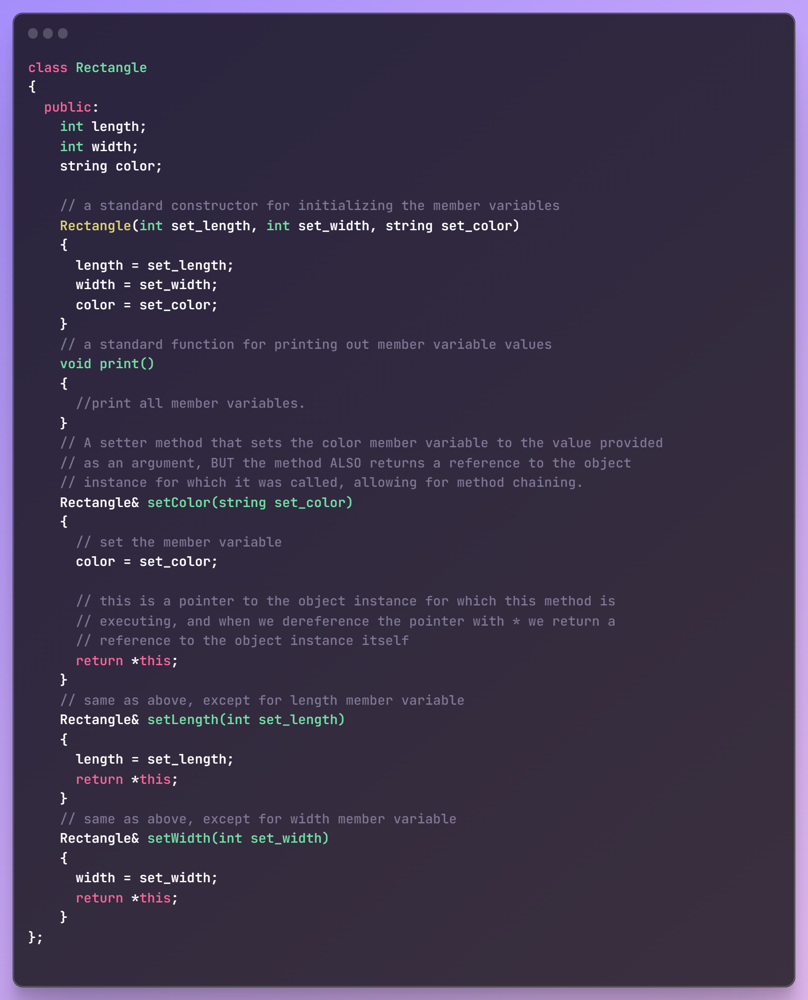 class Rectangle
{
  public:
    int length;
    int width;
    string color;

    // a standard constructor for initializing the member variables
    Rectangle(int set_length, int set_width, string set_color)
    {
      length = set_length;
      width = set_width;
      color = set_color;
    }
    // a standard function for printing out member variable values
    void print()
    {
      //print all member variables.
    }
    // A setter method that sets the color member variable to the value provided
    // as an argument, BUT the method ALSO returns a reference to the object
    // instance for which it was called, allowing for method chaining.
    Rectangle& setColor(string set_color)
    {
      // set the member variable
      color = set_color;

      // this is a pointer to the object instance for which this method is
      // executing, and when we dereference the pointer with * we return a
      // reference to the object instance itself
      return *this;
    }
    // same as above, except for length member variable
    Rectangle& setLength(int set_length)
    {
      length = set_length;
      return *this;
    }
    // same as above, except for width member variable
    Rectangle& setWidth(int set_width)
    {
      width = set_width;
      return *this;
    }
};